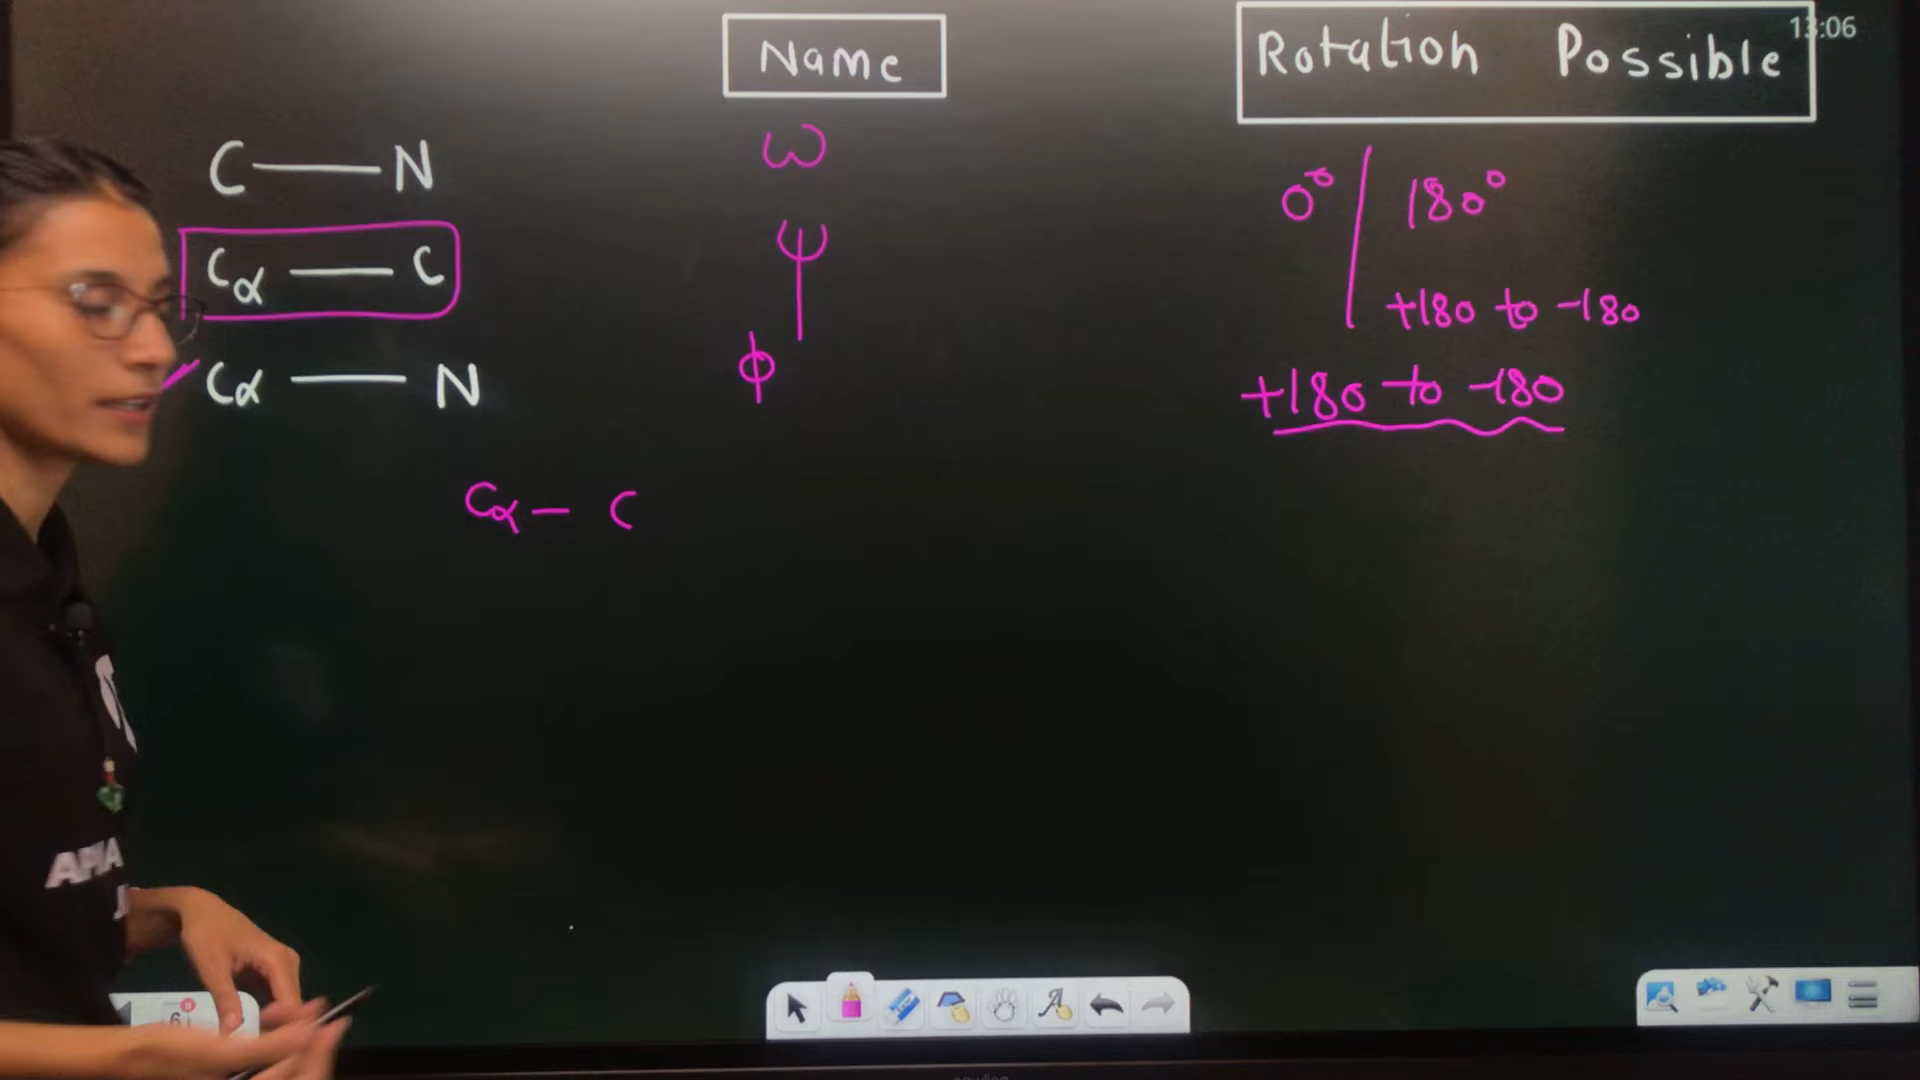 Name
Rotation Possible
13:06
C — N ω 0° / 180°
Cα — C ψ +180 to -180
Cα — N ϕ +180 to -180
Cα - C